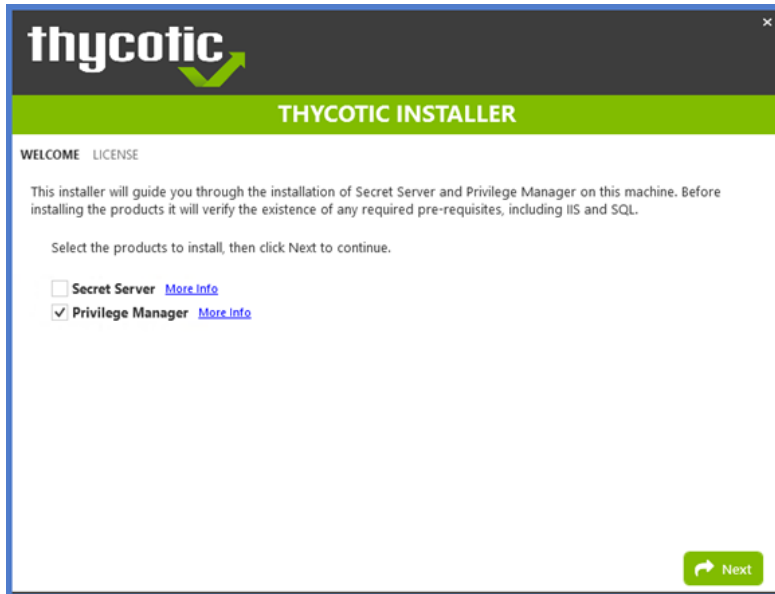 thycotic
THYCOTIC INSTALLER
WELCOME LICENSE
This installer will guide you through the installation of Secret Server and Privilege Manager on this machine. Before
installing the products it will verify the existence of any required pre-requisites, including IIS and SQL.
Select the products to install, then click Next to continue.
Secret Server More Info
Privilege Manager More Info
Next